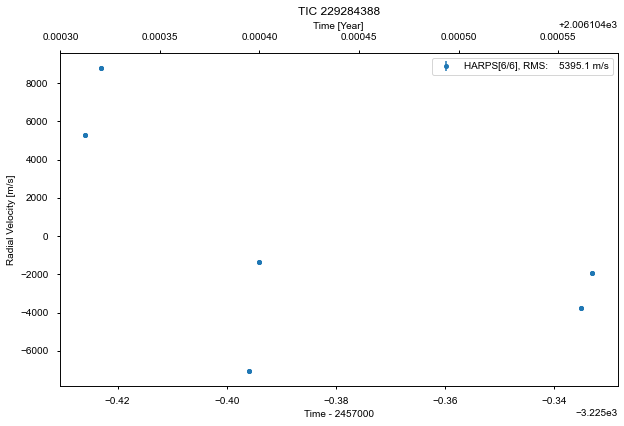 TIC 229284388
Time [Year]
+2.006104e3
0.00030 0.00035 0.00040 0.00045 0.00050 0.00055
HARPS[6/6], RMS: 5395.1 m/s
8000
6000
4000
2000
0
−2000
−4000
−6000
Radial Velocity [m/s]
−0.42 −0.40 −0.38 −0.36 −0.34
Time - 2457000
−3.225e3